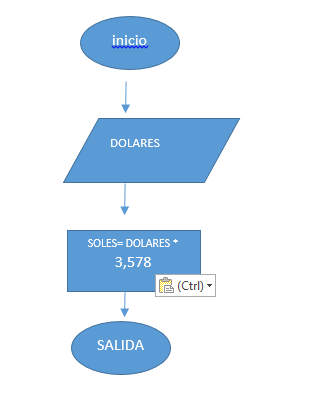 inicio
DOLARES
SOLES= DOLARES *
3,578
(Ctrl)
SALIDA